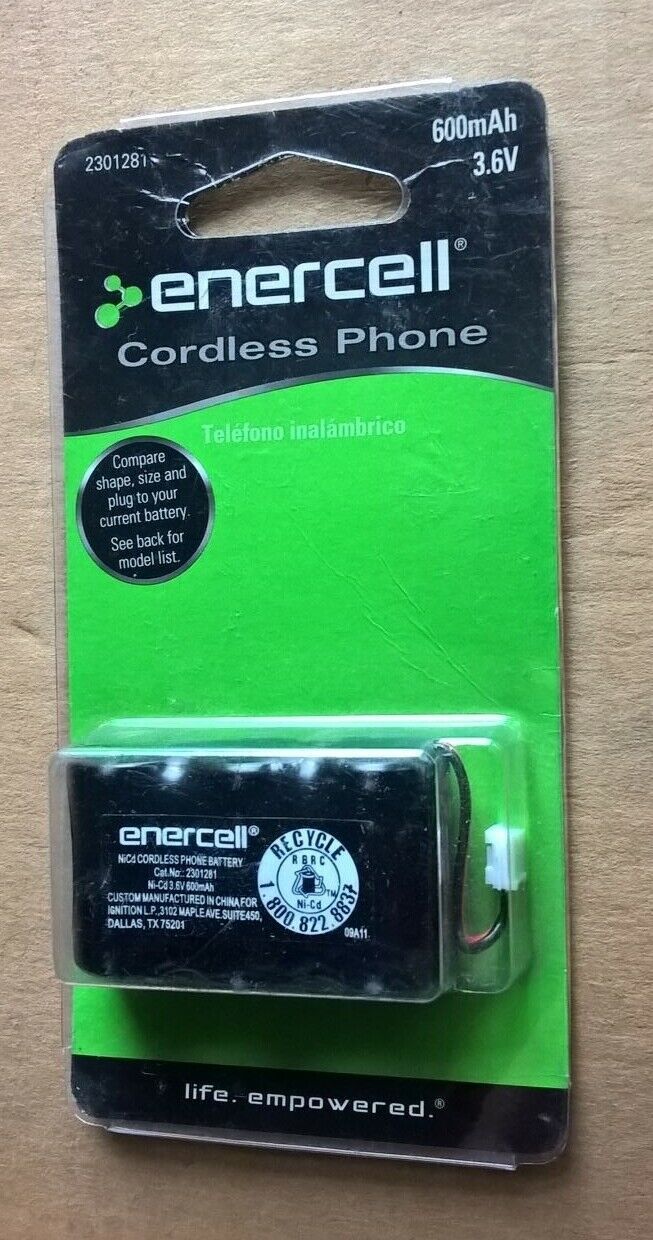 600mAh
2301281
3.6V
enercell®
Cordless Phone
Teléfono inalámbrico
Compare
shape, size and
plug to your
current battery.
See back for
model list.
enercell®
NiCd CORDLESS PHONE BATTERY
Cat.No.: 2301281
Ni-Cd 3.6V 600mAh
CUSTOM MANUFACTURED IN CHINA FOR
IGNITION L.P., 3102 MAPLE AVE.SUITE450,
DALLAS, TX 75201
RECYCLE
RBRC
TM
Ni-Cd
1.800.822.8837
09A11
life. empowered.®